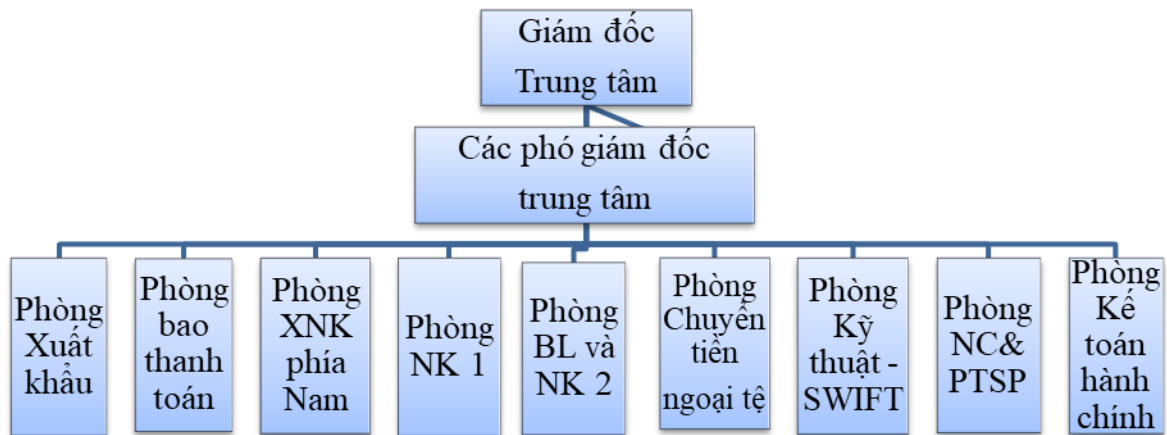 Giám đốc
Trung tâm
Các phó giám đốc
trung tâm
Phòng
Xuất
khẩu
Phòng
bao
thanh
toán
Phòng
XNK
phía
Nam
Phòng
NK 1
Phòng
BL và
NK 2
Phòng
Chuyển
tiền
ngoại tệ
Phòng
Kỹ
thuật -
SWIFT
Phòng
NC&
PTSP
Phòng
Kế
toán
hành
chính